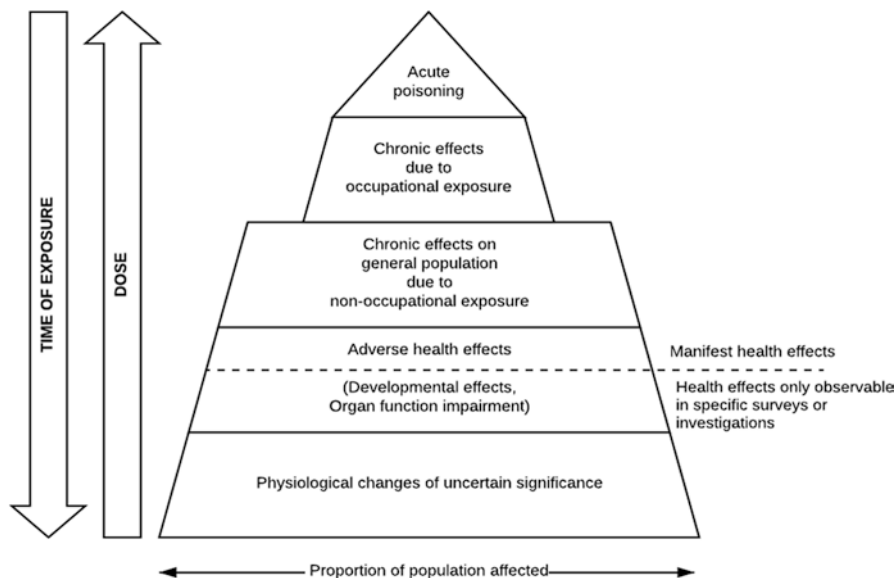 TIME OF EXPOSURE
DOSE
Acute
poisoning
Chronic effects
due to
occupational exposure
Chronic effects on
general population
due to
non-occupational exposure
Adverse health effects
Manifest health effects
(Developmental effects,
Organ function impairment)
Health effects only observable
in specific surveys or
investigations
Physiological changes of uncertain significance
Proportion of population affected